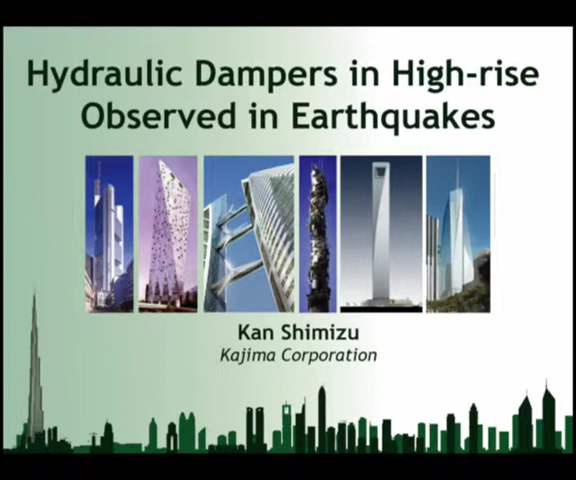 Hydraulic Dampers in High-rise
Observed in Earthquakes
Kan Shimizu
Kajima Corporation